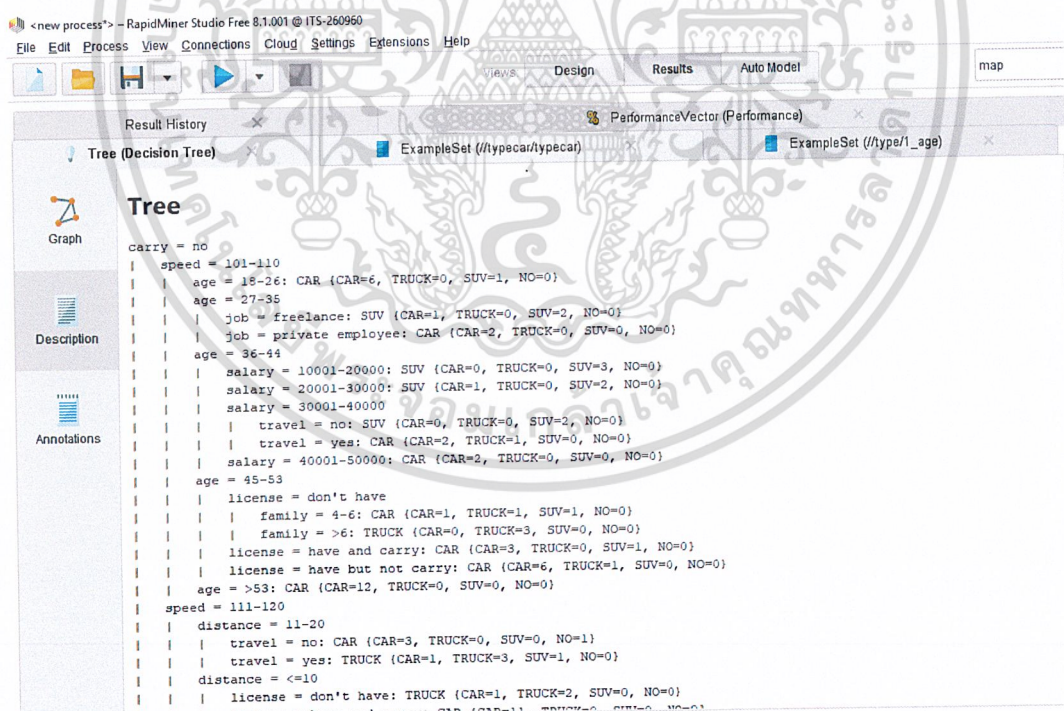 <new process*> – RapidMiner Studio Free 8.1.001 @ ITS-260960
File Edit Process View Connections Cloud Settings Extensions Help
Views: Design Results Auto Model map
Result History PerformanceVector (Performance)
Tree (Decision Tree) ExampleSet (//typecar/typecar) ExampleSet (//type/1_age)
Graph
Description
Annotations
Tree
carry = no
| speed = 101-110
| | age = 18-26: CAR {CAR=6, TRUCK=0, SUV=1, NO=0}
| | age = 27-35
| | | job = freelance: SUV {CAR=1, TRUCK=0, SUV=2, NO=0}
| | | job = private employee: CAR {CAR=2, TRUCK=0, SUV=0, NO=0}
| | age = 36-44
| | | salary = 10001-20000: SUV {CAR=0, TRUCK=0, SUV=3, NO=0}
| | | salary = 20001-30000: SUV {CAR=1, TRUCK=0, SUV=2, NO=0}
| | | salary = 30001-40000
| | | | travel = no: SUV {CAR=0, TRUCK=0, SUV=2, NO=0}
| | | | travel = yes: CAR {CAR=2, TRUCK=1, SUV=0, NO=0}
| | | salary = 40001-50000: CAR {CAR=2, TRUCK=0, SUV=0, NO=0}
| | age = 45-53
| | | license = don't have
| | | | family = 4-6: CAR {CAR=1, TRUCK=1, SUV=1, NO=0}
| | | | family = >6: TRUCK {CAR=0, TRUCK=3, SUV=0, NO=0}
| | | license = have and carry: CAR {CAR=3, TRUCK=0, SUV=1, NO=0}
| | | license = have but not carry: CAR {CAR=6, TRUCK=1, SUV=0, NO=0}
| | age = >53: CAR {CAR=12, TRUCK=0, SUV=0, NO=0}
| speed = 111-120
| | distance = 11-20
| | | travel = no: CAR {CAR=3, TRUCK=0, SUV=0, NO=1}
| | | travel = yes: TRUCK {CAR=1, TRUCK=3, SUV=1, NO=0}
| | distance = <=10
| | | license = don't have: TRUCK {CAR=1, TRUCK=2, SUV=0, NO=0}